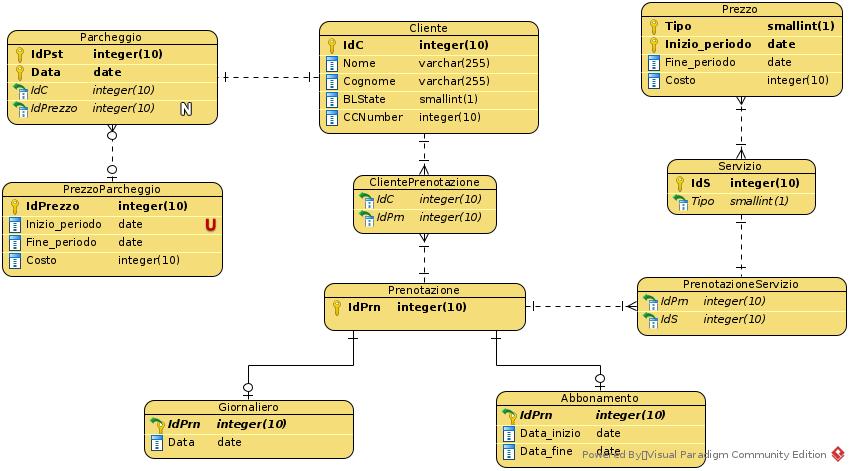 Parcheggio
IdPst integer(10)
Data date
IdC integer(10)
IdPrezzo integer(10) N
Cliente
IdC integer(10)
Nome varchar(255)
Cognome varchar(255)
BLState smallint(1)
CCNumber integer(10)
Prezzo
Tipo smallint(1)
Inizio_periodo date
Fine_periodo date
Costo integer(10)
PrezzoParcheggio
IdPrezzo integer(10)
Inizio_periodo date U
Fine_periodo date
Costo integer(10)
ClientePrenotazione
IdC integer(10)
IdPrn integer(10)
Servizio
IdS integer(10)
Tipo smallint(1)
Prenotazione
IdPrn integer(10)
PrenotazioneServizio
IdPrn integer(10)
IdS integer(10)
Giornaliero
IdPrn integer(10)
Data date
Abbonamento
IdPrn integer(10)
Data_inizio date
Data_fine date
Powered By Visual Paradigm Community Edition